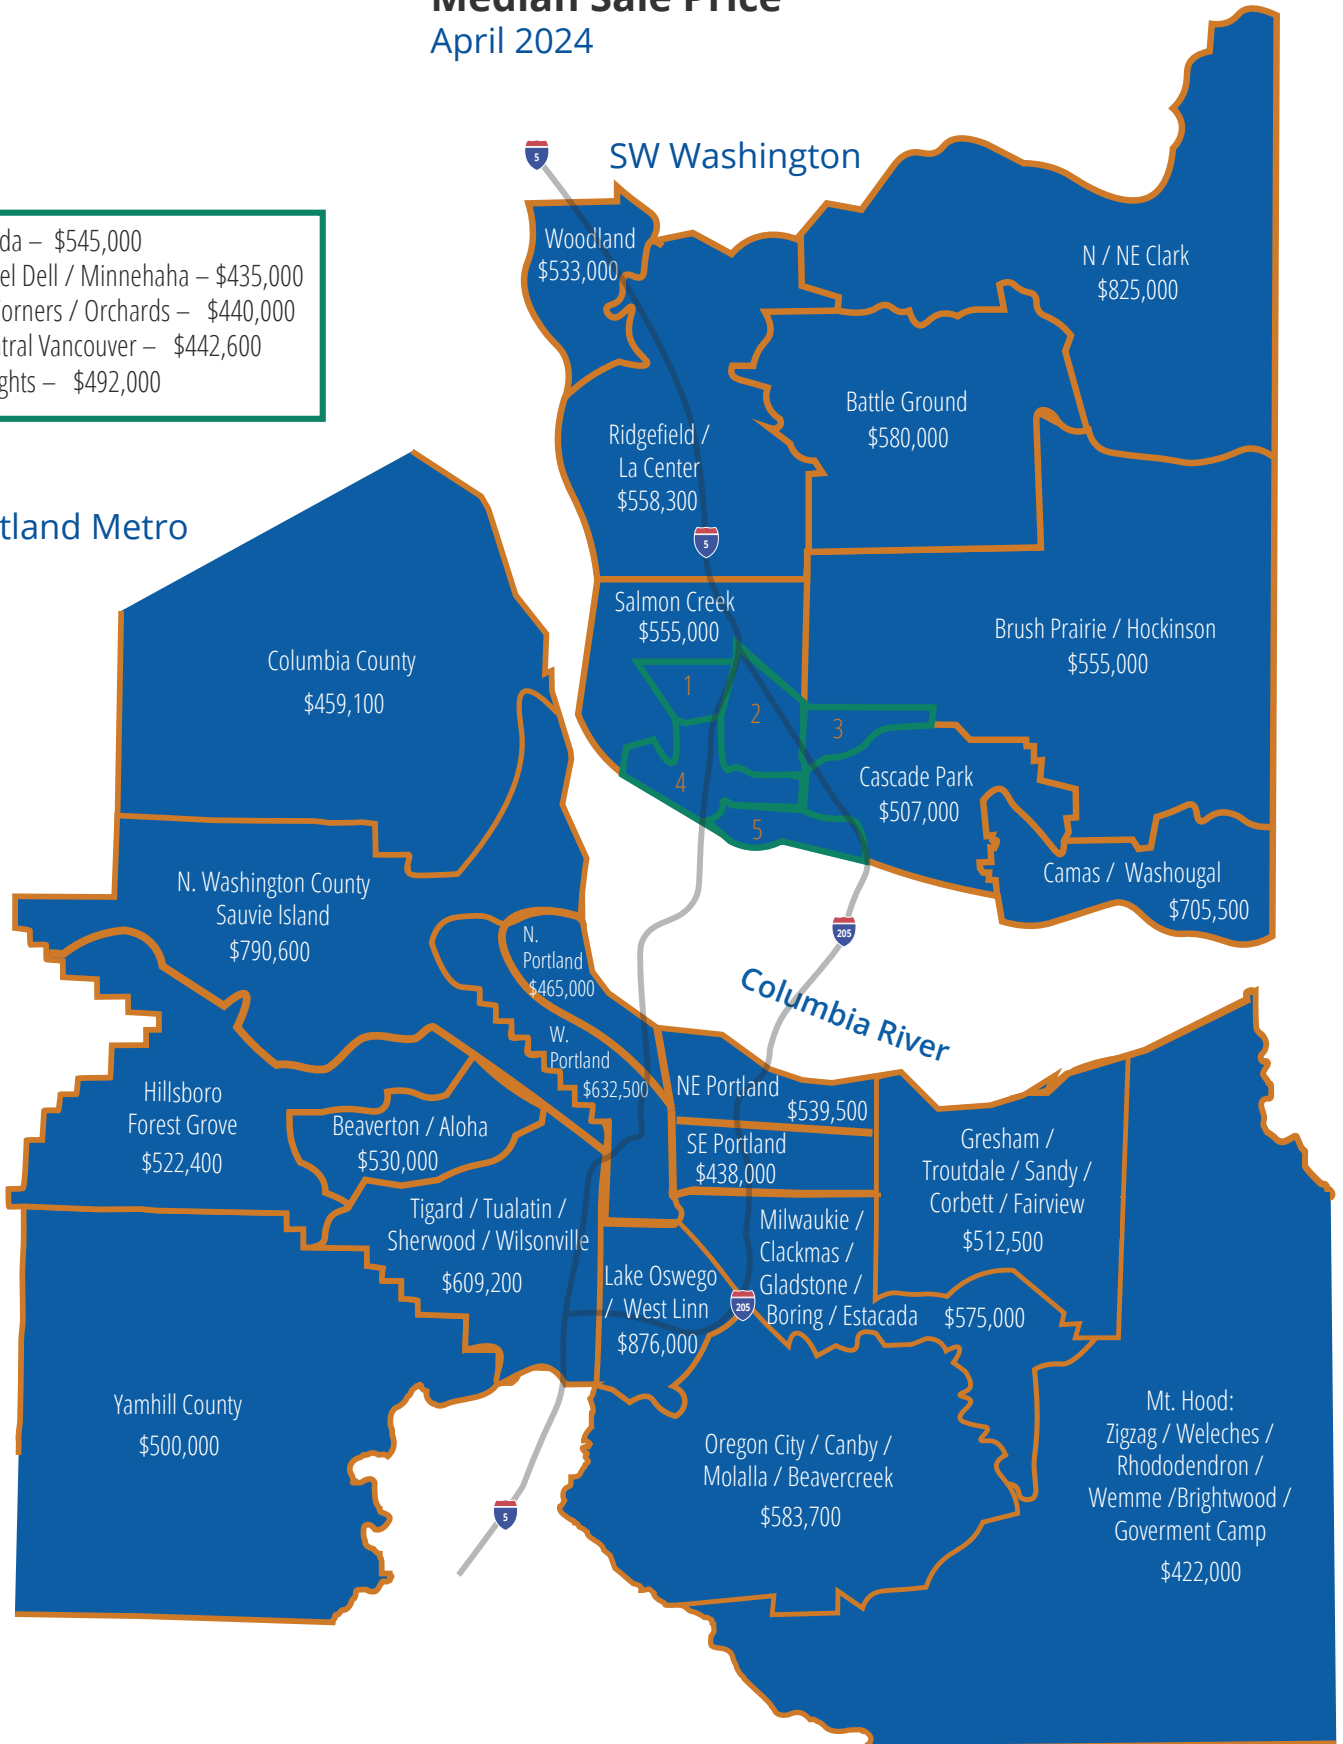 Median Sale Price
April 2024
SW Washington
5
da – $545,000
el Dell / Minnehaha – $435,000
orners / Orchards – $440,000
tral Vancouver – $442,600
ghts – $492,000
Woodland
$533,000
N / NE Clark
$825,000
Battle Ground
$580,000
Ridgefield /
La Center
$558,300
5
Salmon Creek
$555,000
Brush Prairie / Hockinson
$555,000
1
2
3
4
5
Cascade Park
$507,000
Camas / Washougal
$705,500
205
Columbia River
tland Metro
Columbia County
$459,100
N. Washington County
Sauvie Island
$790,600
N.
Portland
$465,000
W.
Portland
$632,500
NE Portland
$539,500
SE Portland
$438,000
Hillsboro
Forest Grove
$522,400
Beaverton / Aloha
$530,000
Tigard / Tualatin /
Sherwood / Wilsonville
$609,200
Gresham /
Troutdale / Sandy /
Corbett / Fairview
$512,500
Milwaukie /
Clackmas /
Gladstone /
Boring / Estacada $575,000
Lake Oswego
/ West Linn
$876,000
205
Yamhill County
$500,000
5
Oregon City / Canby /
Molalla / Beavercreek
$583,700
Mt. Hood:
Zigzag / Weleches /
Rhododendron /
Wemme /Brightwood /
Goverment Camp
$422,000